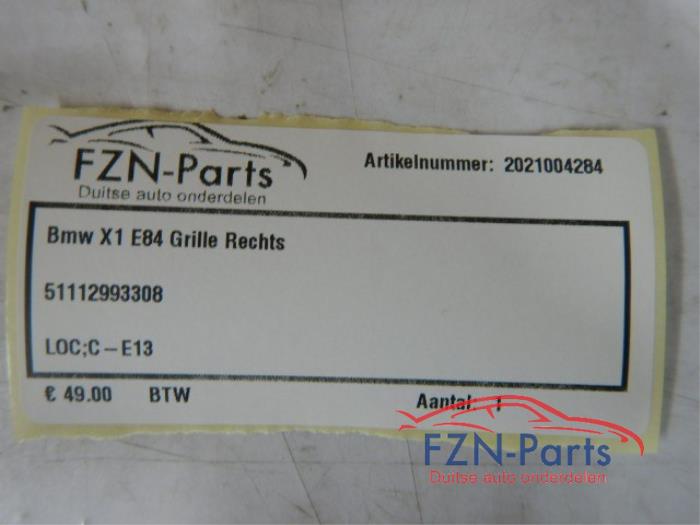 FZN-Parts
Duitse auto onderdelen
Artikelnummer: 2021004284
Bmw X1 E84 Grille Rechts
51112993308
LOC;C-E13
€ 49.00 BTW
Aantal: 1
FZN-Parts
Duitse auto onderdelen